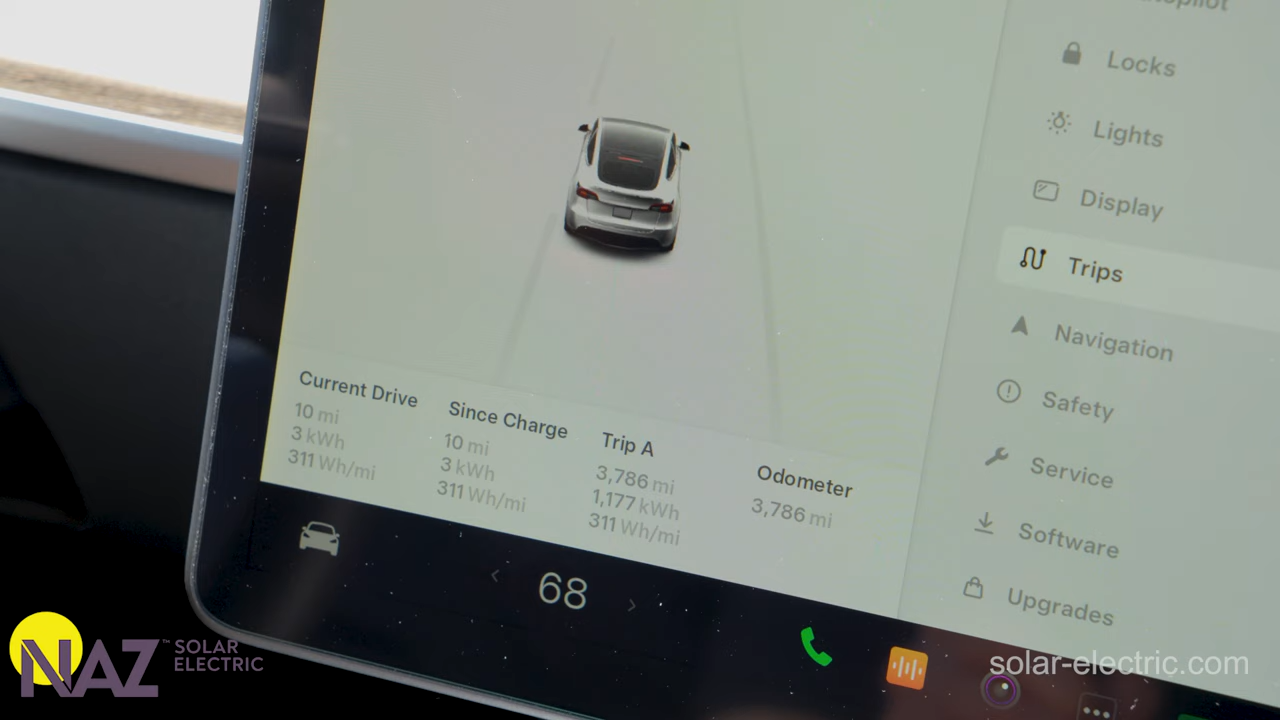 Autopilot
Locks
Lights
Display
Trips
Navigation
Safety
Service
Software
Upgrades
Current Drive
10 mi
3 kWh
311 Wh/mi
Since Charge
10 mi
3 kWh
311 Wh/mi
Trip A
3,786 mi
1,177 kWh
311 Wh/mi
Odometer
3,786 mi
68
NAZ™ SOLAR
ELECTRIC
solar-electric.com